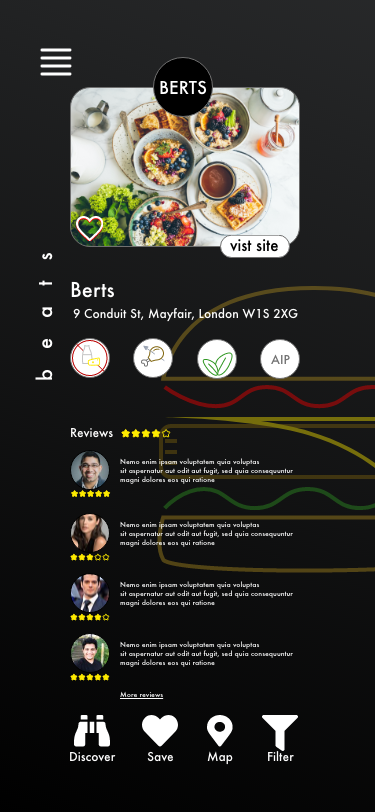 BERTS
vist site
beats
Berts
9 Conduit St, Mayfair, London W1S 2XG
AIP
Reviews
Nemo enim ipsam voluptatem quia voluptas
sit aspernatur aut odit aut fugit, sed quia consequuntur
magni dolores eos qui ratione
Nemo enim ipsam voluptatem quia voluptas
sit aspernatur aut odit aut fugit, sed quia consequuntur
magni dolores eos qui ratione
Nemo enim ipsam voluptatem quia voluptas
sit aspernatur aut odit aut fugit, sed quia consequuntur
magni dolores eos qui ratione
Nemo enim ipsam voluptatem quia voluptas
sit aspernatur aut odit aut fugit, sed quia consequuntur
magni dolores eos qui ratione
More reviews
Discover Save Map Filter